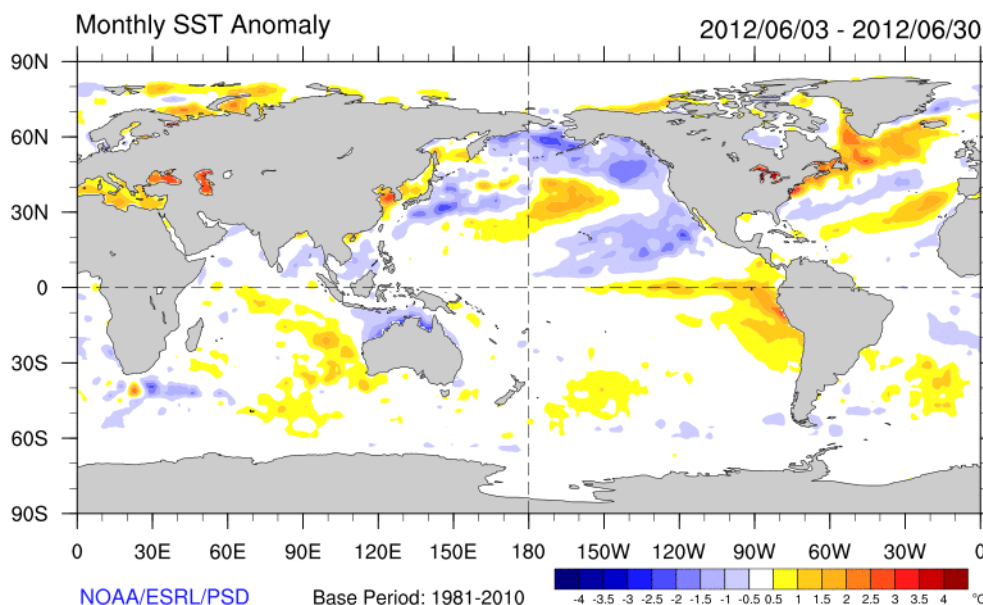 Monthly SST Anomaly 2012/06/03 - 2012/06/30
90N
60N
30N
0
30S
60S
90S
0 30E 60E 90E 120E 150E 180 150W 120W 90W 60W 30W 0
NOAA/ESRL/PSD Base Period: 1981-2010
-4 -3.5 -3 -2.5 -2 -1.5 -1 -0.5 0.5 1 1.5 2 2.5 3 3.5 4 °C